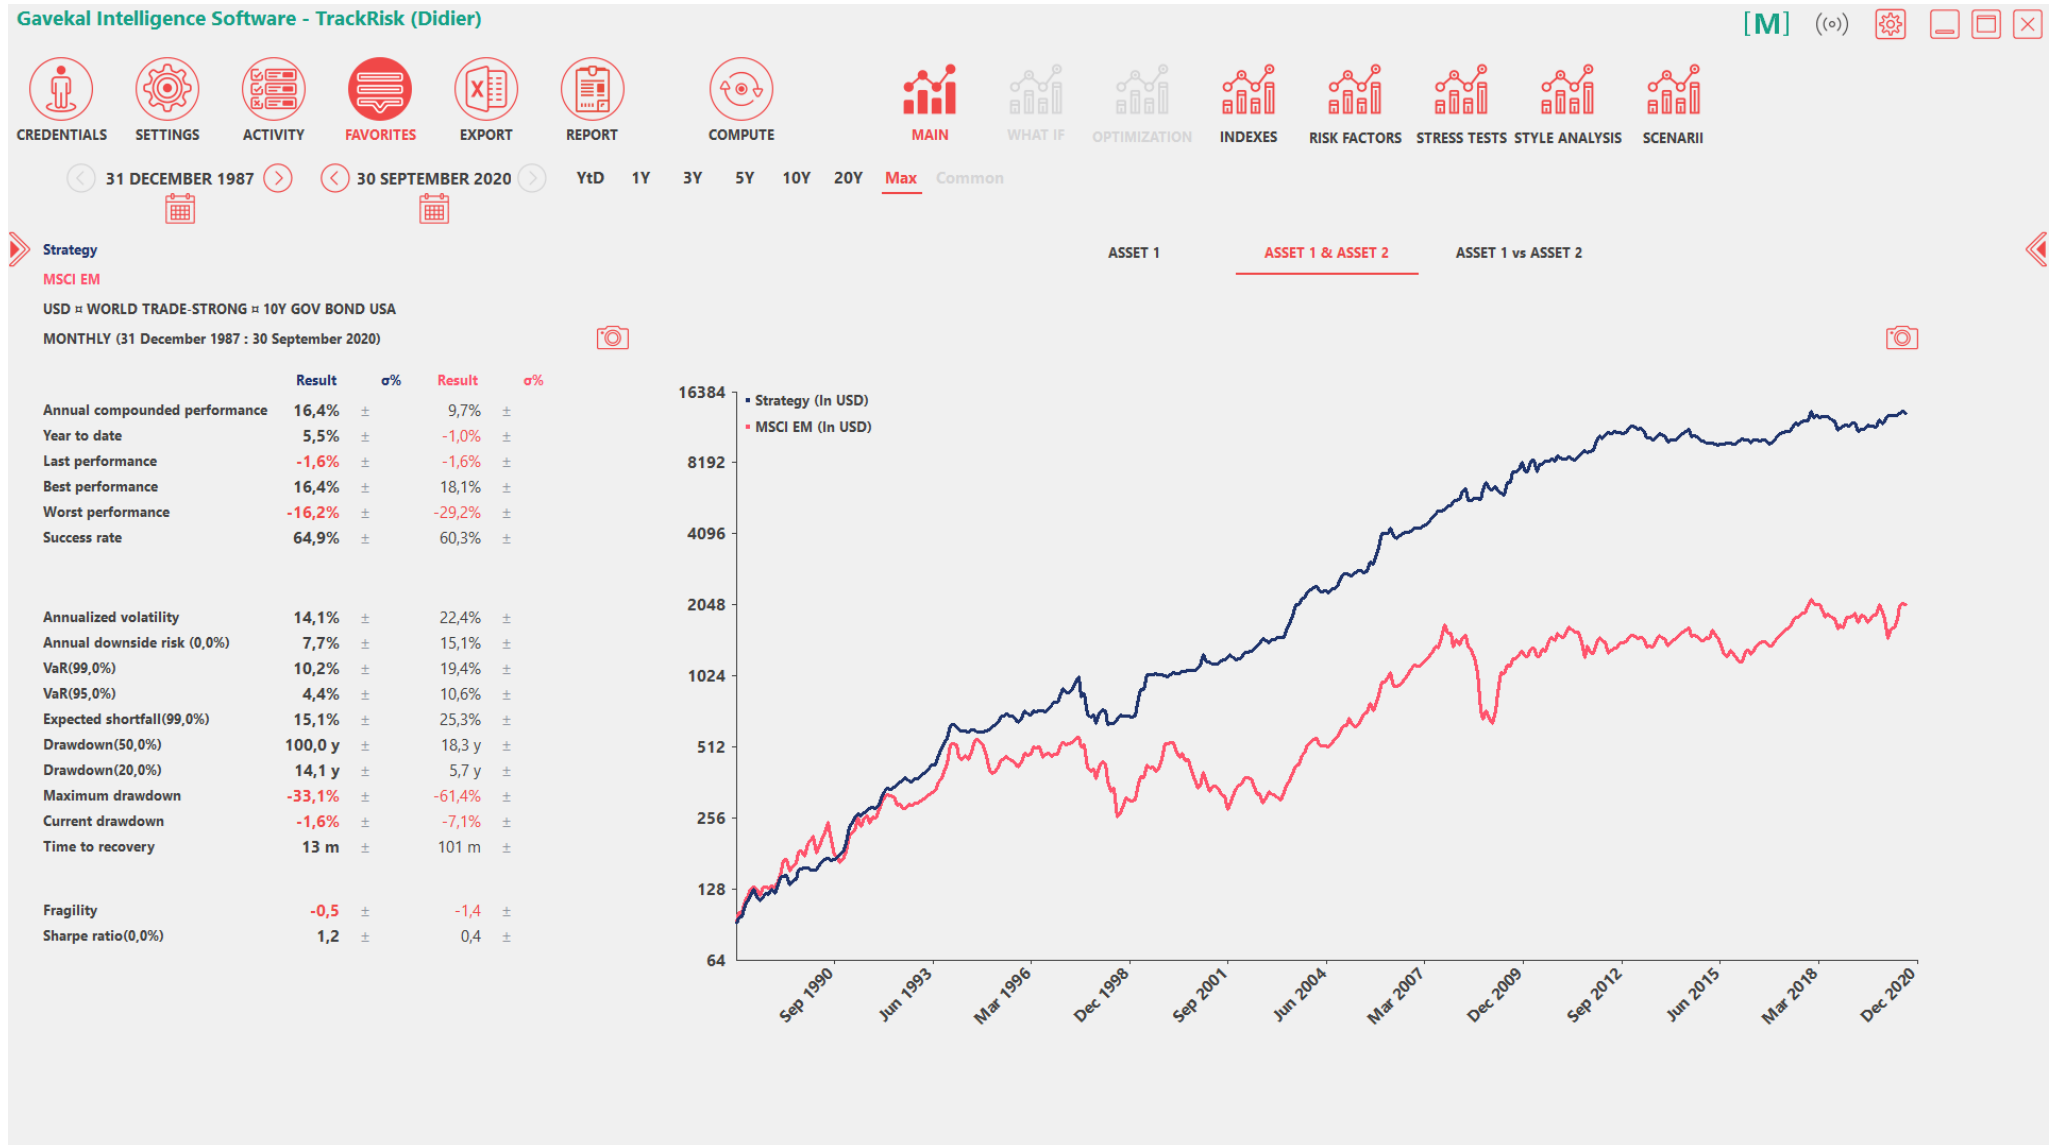 Gavekal Intelligence Software - TrackRisk (Didier)
[M]
CREDENTIALS SETTINGS ACTIVITY FAVORITES EXPORT REPORT COMPUTE MAIN WHAT IF OPTIMIZATION INDEXES RISK FACTORS STRESS TESTS STYLE ANALYSIS SCENARII
31 DECEMBER 1987 30 SEPTEMBER 2020 YtD 1Y 3Y 5Y 10Y 20Y Max Common
Strategy
ASSET 1 ASSET 1 & ASSET 2 ASSET 1 vs ASSET 2
MSCI EM
USD ¤ WORLD TRADE-STRONG ¤ 10Y GOV BOND USA
MONTHLY (31 December 1987 : 30 September 2020)
Result σ% Result σ%
Annual compounded performance 16,4% ± 9,7% ±
Year to date 5,5% ± -1,0% ±
Last performance -1,6% ± -1,6% ±
Best performance 16,4% ± 18,1% ±
Worst performance -16,2% ± -29,2% ±
Success rate 64,9% ± 60,3% ±
Annualized volatility 14,1% ± 22,4% ±
Annual downside risk (0,0%) 7,7% ± 15,1% ±
VaR(99,0%) 10,2% ± 19,4% ±
VaR(95,0%) 4,4% ± 10,6% ±
Expected shortfall(99,0%) 15,1% ± 25,3% ±
Drawdown(50,0%) 100,0 y ± 18,3 y ±
Drawdown(20,0%) 14,1 y ± 5,7 y ±
Maximum drawdown -33,1% ± -61,4% ±
Current drawdown -1,6% ± -7,1% ±
Time to recovery 13 m ± 101 m ±
Fragility -0,5 ± -1,4 ±
Sharpe ratio(0,0%) 1,2 ± 0,4 ±
Strategy (In USD)
MSCI EM (In USD)
16384
8192
4096
2048
1024
512
256
128
64
Sep 1990 Jun 1993 Mar 1996 Dec 1998 Sep 2001 Jun 2004 Mar 2007 Dec 2009 Sep 2012 Jun 2015 Mar 2018 Dec 2020